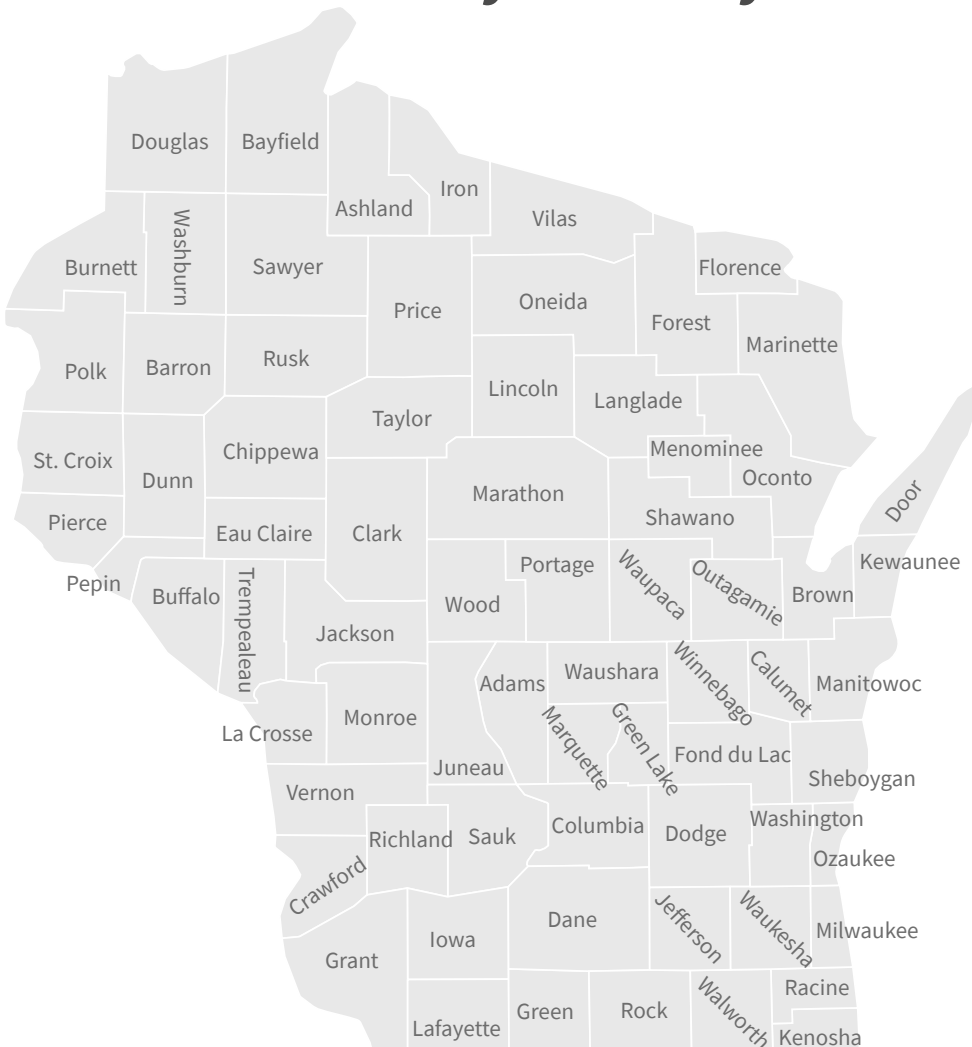 Douglas
Bayfield
Iron
Ashland
Vilas
Washburn
Burnett
Sawyer
Florence
Oneida
Price
Forest
Marinette
Rusk
Barron
Polk
Lincoln
Langlade
Taylor
Menominee
Chippewa
St. Croix
Oconto
Dunn
Marathon
Door
Shawano
Pierce
Eau Claire
Clark
Kewaunee
Portage
Pepin
Waupaca
Outagamie
Brown
Buffalo
Wood
Trempealeau
Jackson
Waushara
Winnebago
Calumet
Adams
Manitowoc
Monroe
La Crosse
Marquette
Green Lake
Fond du Lac
Juneau
Sheboygan
Vernon
Washington
Columbia
Dodge
Richland
Sauk
Ozaukee
Crawford
Dane
Jefferson
Waukesha
Milwaukee
Iowa
Grant
Racine
Green
Rock
Walworth
Lafayette
Kenosha